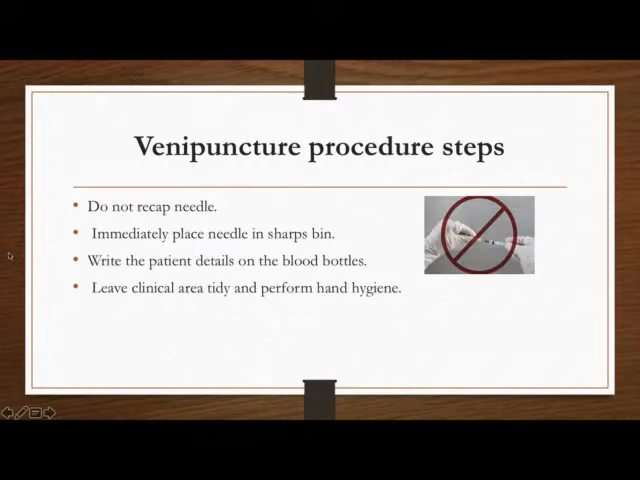 Venipuncture procedure steps
• Do not recap needle.
• Immediately place needle in sharps bin.
• Write the patient details on the blood bottles.
• Leave clinical area tidy and perform hand hygiene.